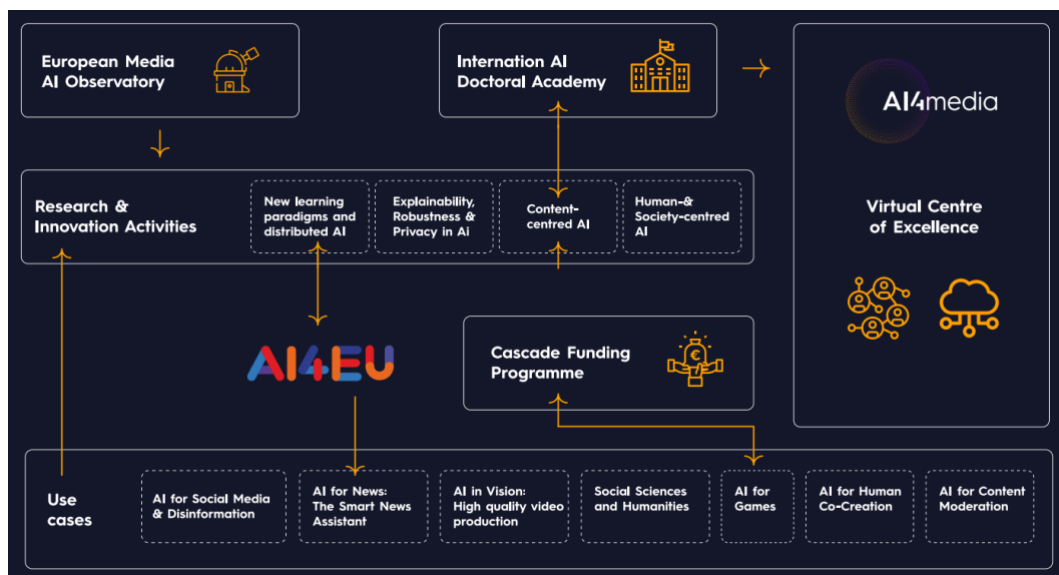 European Media
AI Observatory
Internation AI
Doctoral Academy
AI4media
Virtual Centre
of Excellence
Research &
Innovation Activities
New learning
paradigms and
distributed AI
Explainability,
Robustness &
Privacy in Ai
Content-
centred AI
Human-&
Society-centred
AI
AI4EU
Cascade Funding
Programme
€
Use
cases
AI for Social Media
& Disinformation
AI for News:
The Smart News
Assistant
AI in Vision:
High quality video
production
Social Sciences
and Humanities
AI for
Games
AI for Human
Co-Creation
AI for Content
Moderation